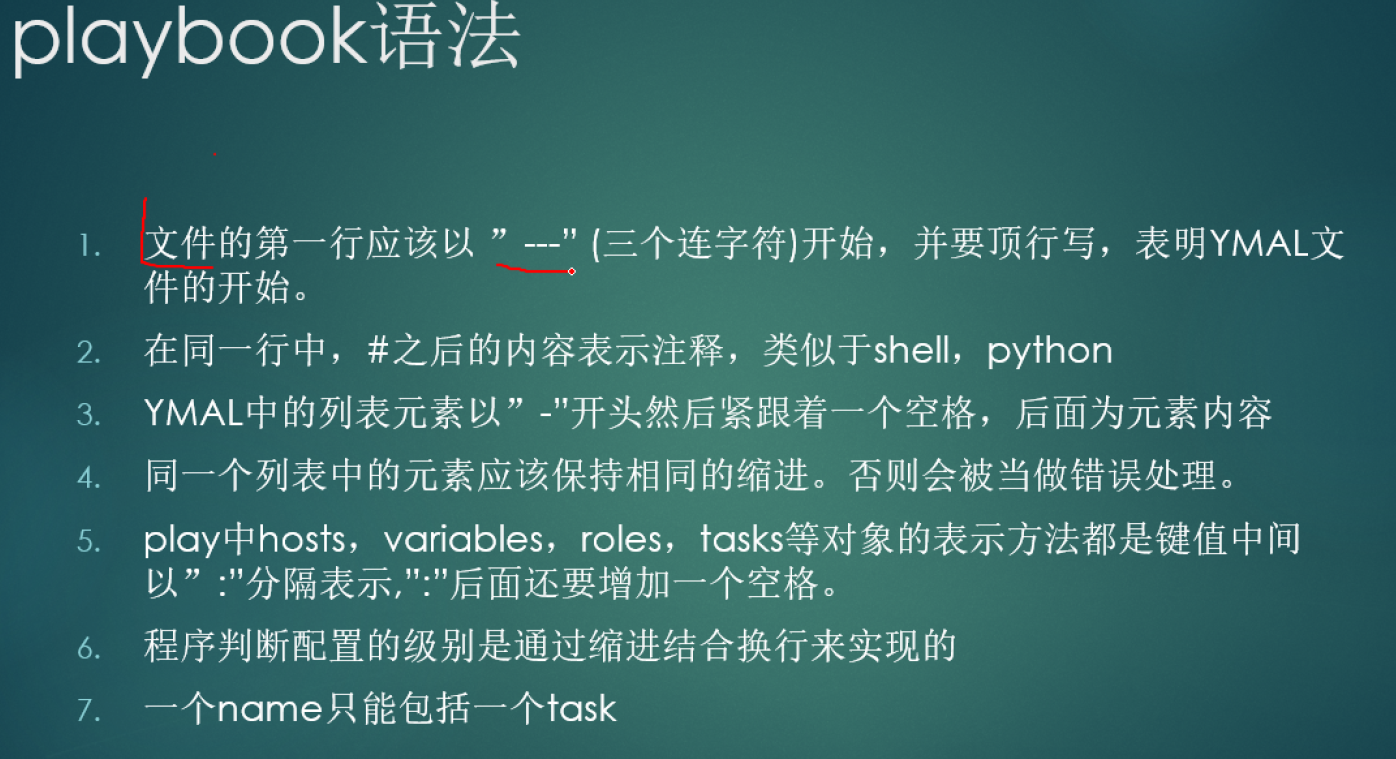 playbook语法
1. 文件的第一行应该以 ”---" (三个连字符)开始，并要顶行写，表明YMAL文
件的开始。
2. 在同一行中，#之后的内容表示注释，类似于shell，python
3. YMAL中的列表元素以”-"开头然后紧跟着一个空格，后面为元素内容
4. 同一个列表中的元素应该保持相同的缩进。否则会被当做错误处理。
5. play中hosts，variables，roles，tasks等对象的表示方法都是键值中间
以”:"分隔表示,":"后面还要增加一个空格。
6. 程序判断配置的级别是通过缩进结合换行来实现的
7. 一个name只能包括一个task